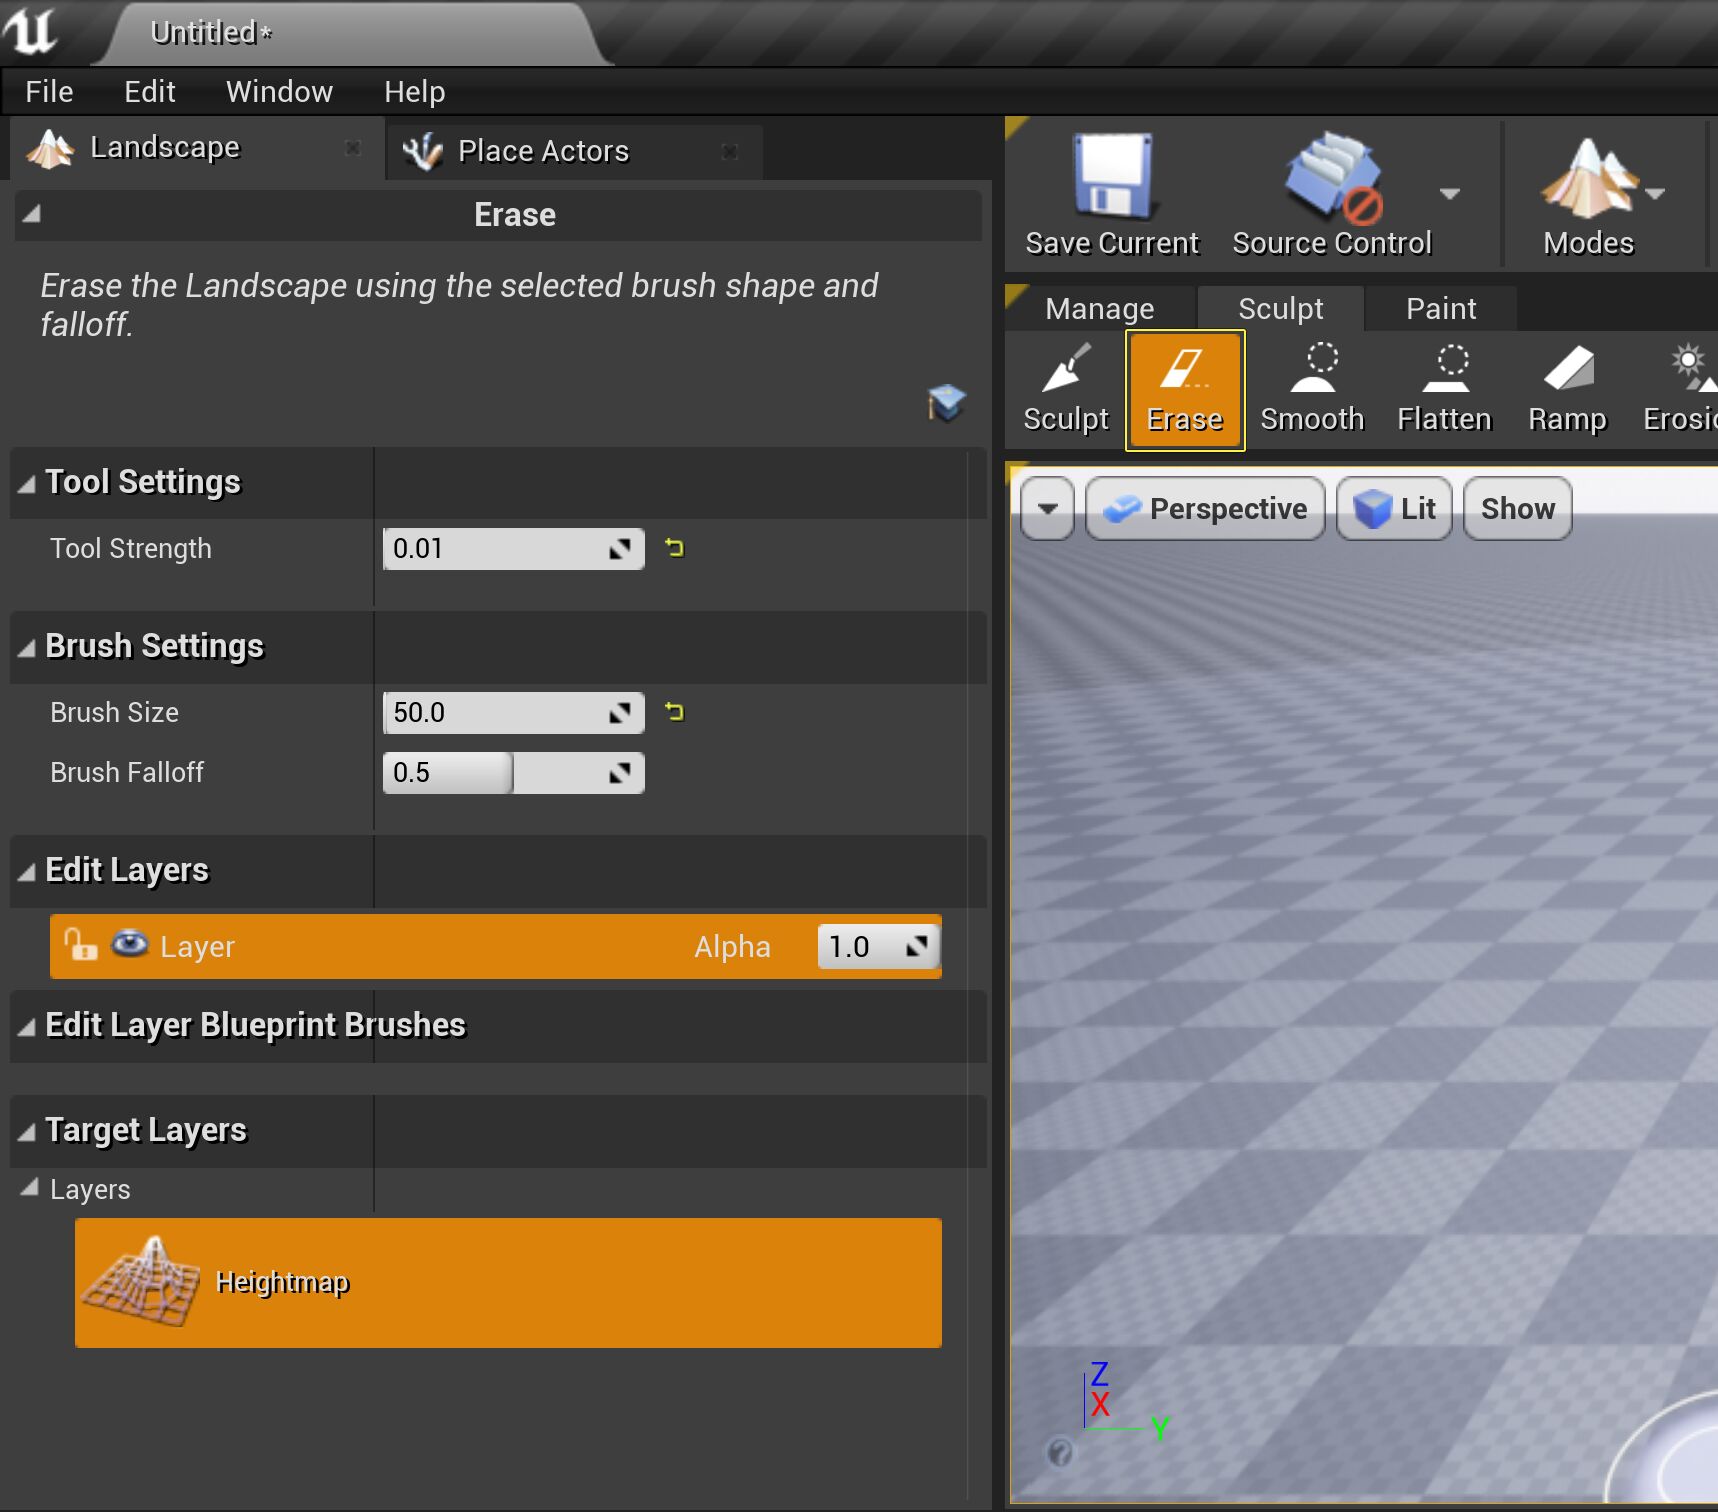 Untitled*
File Edit Window Help
Landscape Place Actors
Erase
Erase the Landscape using the selected brush shape and
falloff.
Tool Settings
Tool Strength 0.01
Brush Settings
Brush Size 50.0
Brush Falloff 0.5
Edit Layers
Layer Alpha 1.0
Edit Layer Blueprint Brushes
Target Layers
Layers
Heightmap
Save Current Source Control Modes
Manage Sculpt Paint
Sculpt Erase Smooth Flatten Ramp Erosi
Perspective Lit Show
Z
X
Y
?